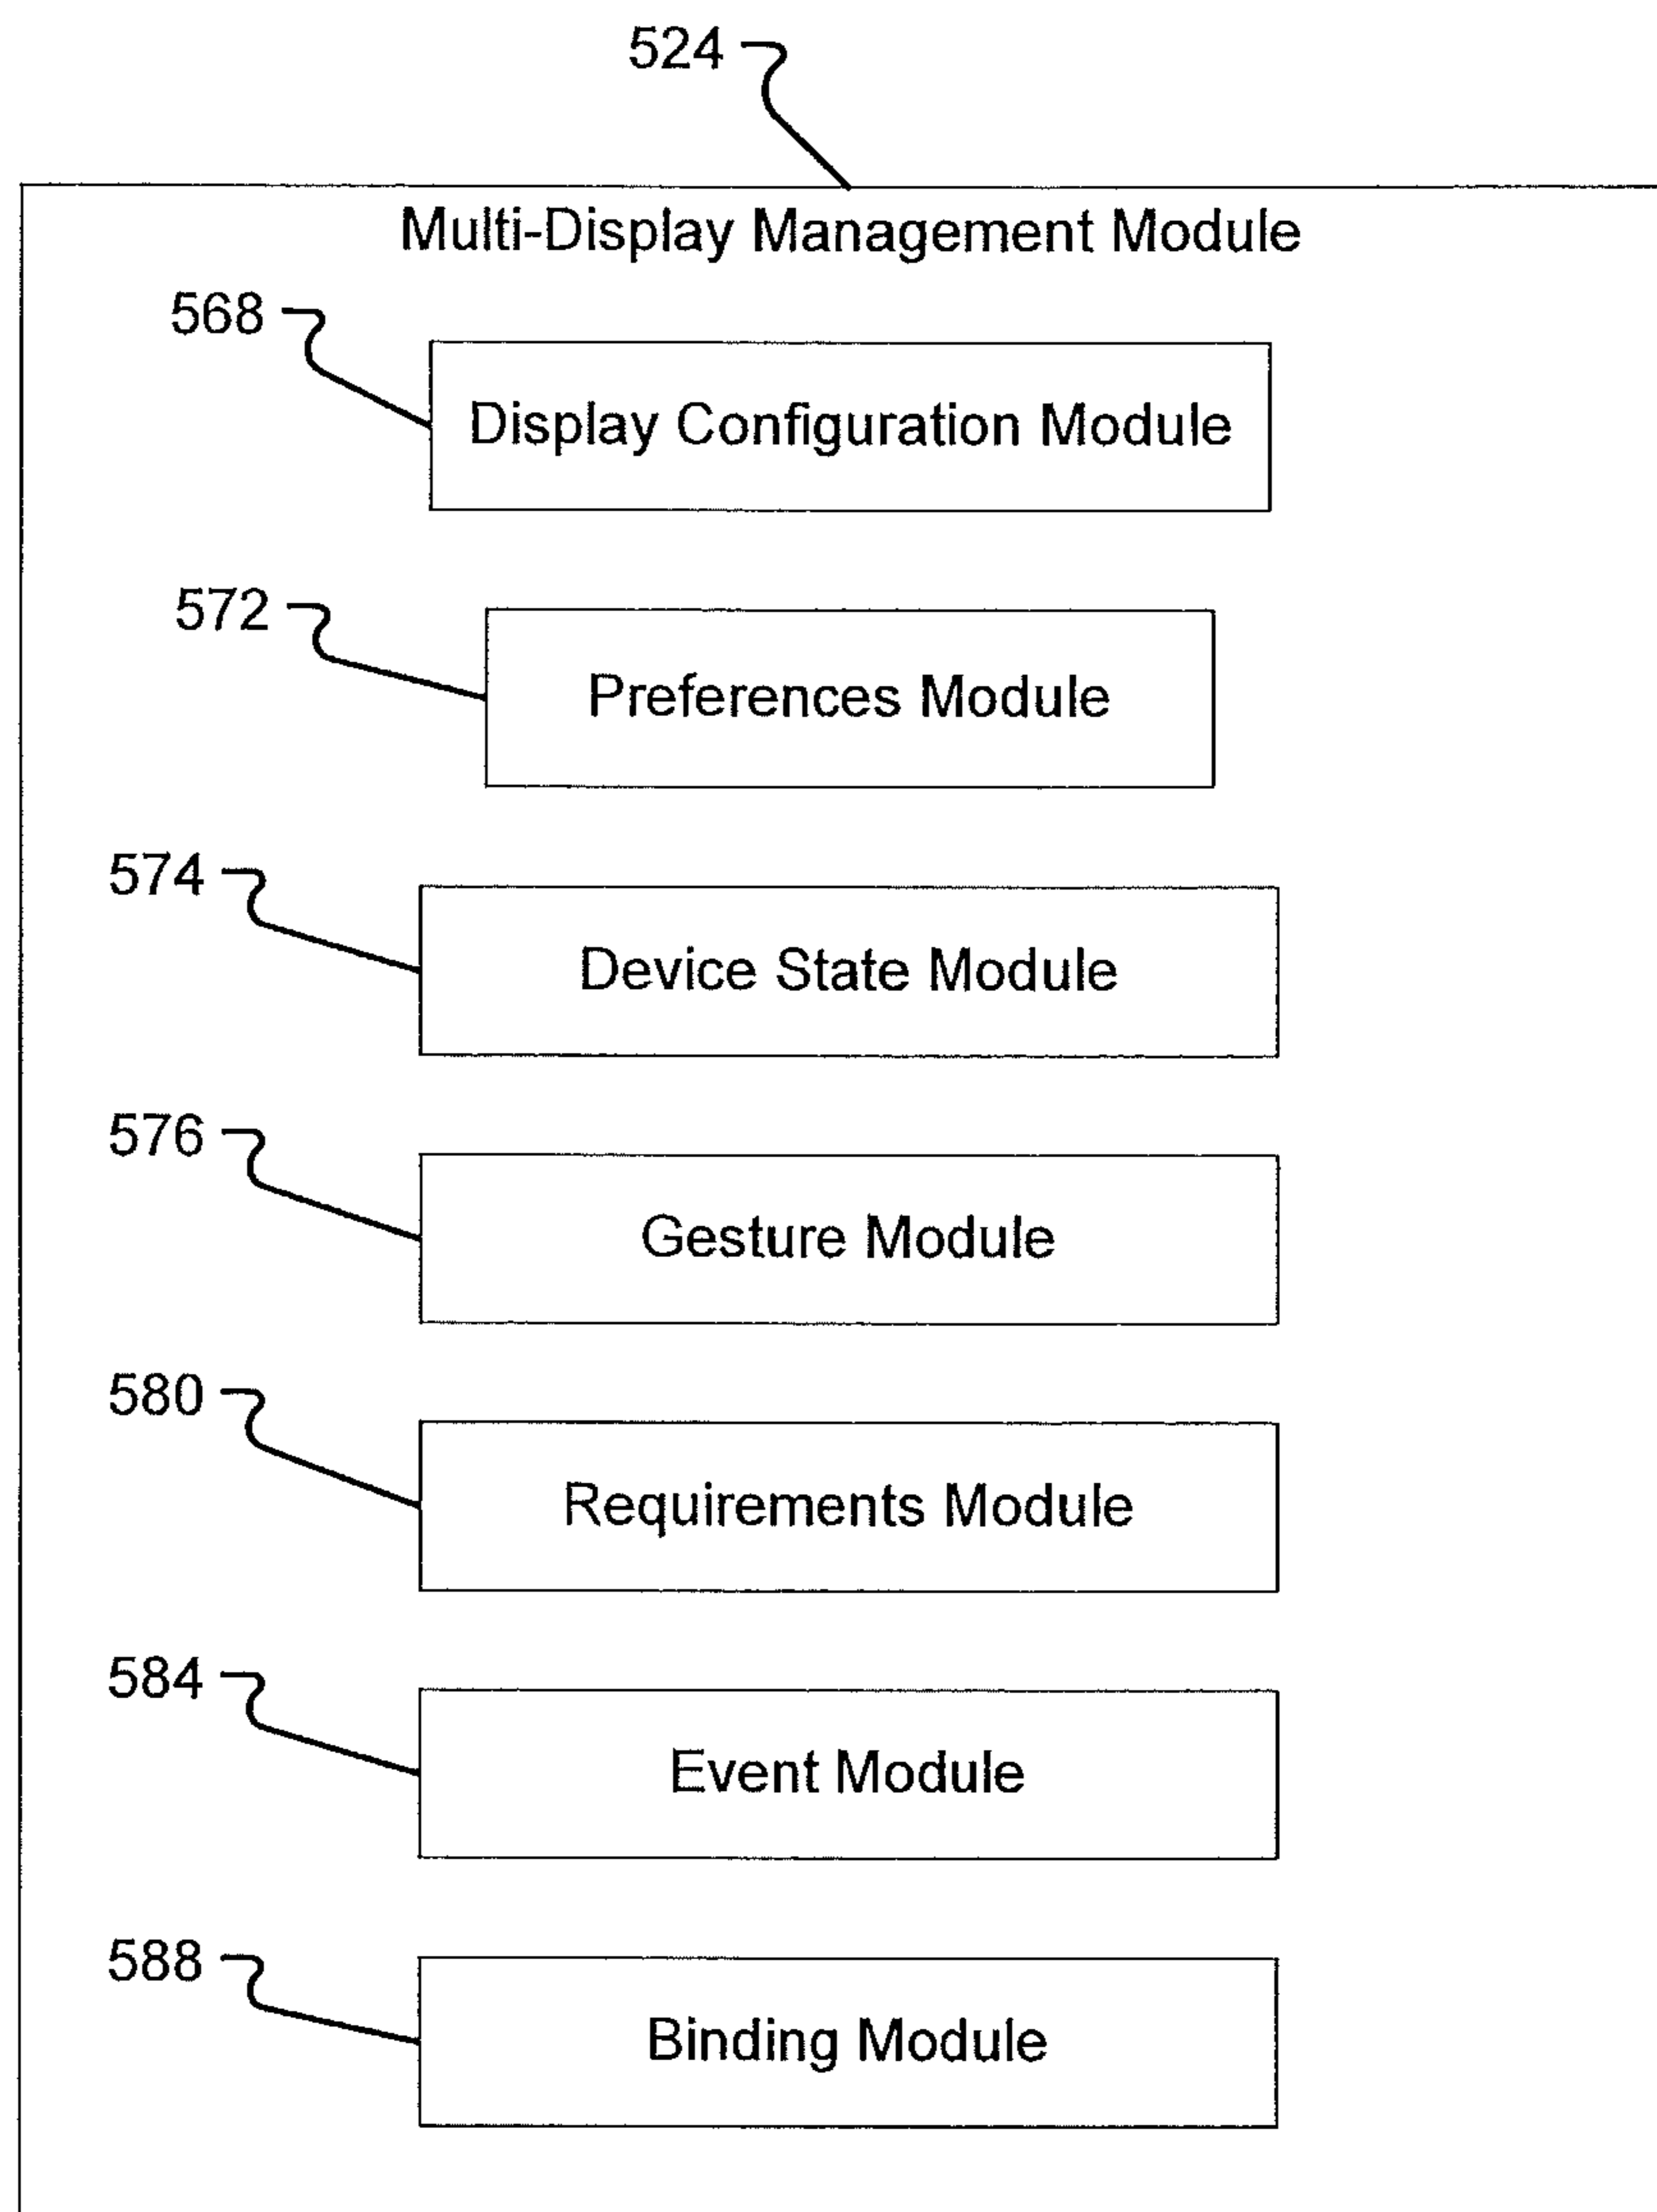 524
Multi-Display Management Module
568
Display Configuration Module
572
Preferences Module
574
Device State Module
576
Gesture Module
580
Requirements Module
584
Event Module
588
Binding Module